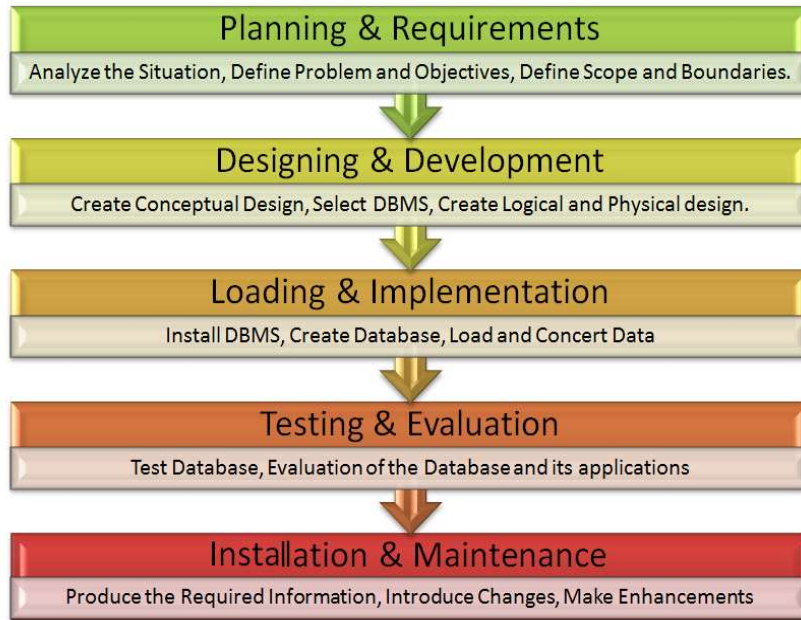 Planning & Requirements
Analyze the Situation, Define Problem and Objectives, Define Scope and Boundaries.
Designing & Development
Create Conceptual Design, Select DBMS, Create Logical and Physical design.
Loading & Implementation
Install DBMS, Create Database, Load and Concert Data
Testing & Evaluation
Test Database, Evaluation of the Database and its applications
Installation & Maintenance
Produce the Required Information, Introduce Changes, Make Enhancements